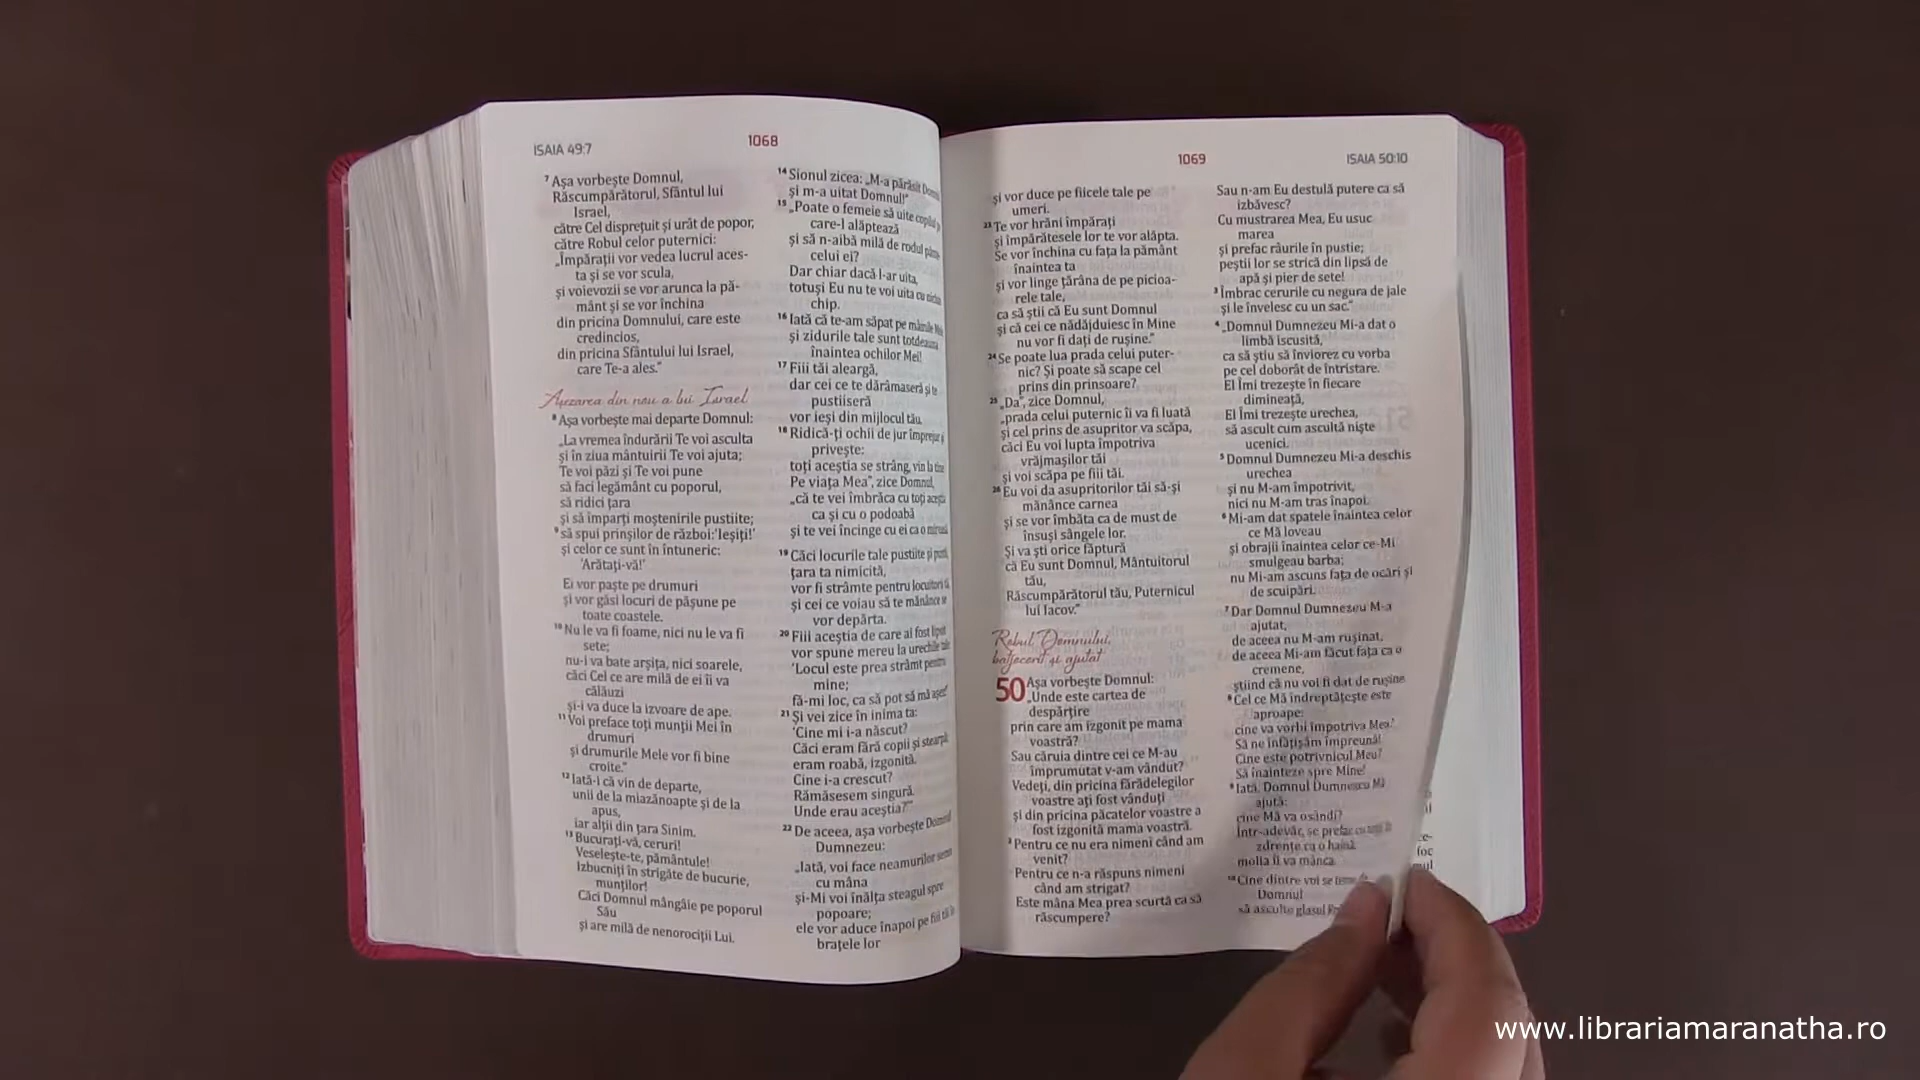 ISAIA 49:7
1068
7 Așa vorbește Domnul,
Răscumpărătorul, Sfântul lui
Israel,
către Cel disprețuit și urât de popor,
către Robul celor puternici:
„Împărații vor vedea lucrul aces-
ta și se vor scula,
și voievozii se vor arunca la pă-
mânt și se vor închina
din pricina Domnului, care este
credincios,
din pricina Sfântului lui Israel,
care Te-a ales.”
Așezarea din nou a lui Israel
8 Așa vorbește mai departe Domnul:
„La vremea îndurării Te voi asculta
și în ziua mântuirii Te voi ajuta;
Te voi păzi și Te voi pune
să faci legământ cu poporul,
să ridici țara
și să împarți moștenirile pustiite;
9 să spui prinșilor de război:'Ieșiți!'
și celor ce sunt în întuneric:
'Arătați-vă!'
Ei vor paște pe drumuri
și vor găsi locuri de pășune pe
toate coastele.
10 Nu le va fi foame, nici nu le va fi
sete;
nu-i va bate arșița, nici soarele,
căci Cel ce are milă de ei îi va
călăuzi
și-i va duce la izvoare de ape.
11 Voi preface toți munții Mei în
drumuri
și drumurile Mele vor fi bine
croite.”
12 Iată-i că vin de departe,
unii de la miazănoapte și de la
apus,
iar alții din țara Sinim.
13 Bucurați-vă, ceruri!
Veselește-te, pământule!
Izbucniți în strigăte de bucurie,
munților!
Căci Domnul mângâie pe poporul
Său
și are milă de nenorociții Lui.
14 Sionul zicea: „M-a părăsit
și m-a uitat Domnul!”
15 „Poate o femeie să uite copilul
care-l alăptează
și să n-aibă milă de rodul
celui ei?
Dar chiar dacă l-ar uita,
totuși Eu nu te voi uita cu niciun
chip.
16 Iată că te-am săpat pe mâinile
și zidurile tale sunt totdeauna
înaintea ochilor Mei!
17 Fiii tăi aleargă,
dar cei ce te dărâmaseră și te
pustiiseră
vor ieși din mijlocul tău.
18 Ridică-ți ochii de jur împrejur și
privește:
toți aceștia se strâng, vin la tine
Pe viața Mea”, zice Domnul,
„că te vei îmbrăca cu toți aceștia
ca și cu o podoabă
și te vei încinge cu ei ca o mireasă
19 Căci locurile tale pustiite și
țara ta nimicită,
vor fi strâmte pentru locuitorii
și cei ce voiau să te mănânce se
vor depărta.
20 Fiii aceștia de care ai fost lipsit
vor spune mereu la urechile tale
'Locul este prea strâmt pentru
mine;
fă-mi loc, ca să pot să mă așez!'
21 Și vei zice în inima ta:
'Cine mi i-a născut?
Căci eram fără copii și stearpă
eram roabă, izgonită.
Cine i-a crescut?
Rămăsesem singură.
Unde erau aceștia?'”
22 De aceea, așa vorbește Domnul
Dumnezeu:
„Iată, voi face neamurilor semn
cu mâna
și-Mi voi înălța steagul spre
popoare;
ele vor aduce înapoi pe fiii tăi în
brațele lor
1069
ISAIA 50:10
și vor duce pe fiicele tale pe
umeri.
23 Te vor hrăni împărați
și împărătesele lor te vor alăpta.
Se vor închina cu fața la pământ
înaintea ta
și vor linge țărâna de pe picioa-
rele tale,
ca să știi că Eu sunt Domnul
și că cei ce nădăjduiesc în Mine
nu vor fi dați de rușine.”
24 Se poate lua prada celui puter-
nic? Și poate să scape cel
prins din prinsoare?
25 „Da”, zice Domnul,
„prada celui puternic îi va fi luată
și cel prins de asupritor va scăpa,
căci Eu voi lupta împotriva
vrăjmașilor tăi
și voi scăpa pe fiii tăi.
26 Eu voi da asupritorilor tăi să-și
mănânce carnea
și se vor îmbăta ca de must de
însuși sângele lor.
Și va ști orice făptură
că Eu sunt Domnul, Mântuitorul
tău,
Răscumpărătorul tău, Puternicul
lui Iacov.”
Robul Domnului,
batjocorit și ajutat
50 Așa vorbește Domnul:
„Unde este cartea de
despărțire
prin care am izgonit pe mama
voastră?
Sau căruia dintre cei ce M-au
împrumutat v-am vândut?
Vedeți, din pricina fărădelegilor
voastre ați fost vânduți
și din pricina păcatelor voastre a
fost izgonită mama voastră.
2 Pentru ce nu era nimeni când am
venit?
Pentru ce n-a răspuns nimeni
când am strigat?
Este mâna Mea prea scurtă ca să
răscumpere?
Sau n-am Eu destulă putere ca să
izbăvesc?
Cu mustrarea Mea, Eu usuc
marea
și prefac râurile în pustie;
peștii lor se strică din lipsă de
apă și pier de sete!
3 Îmbrac cerurile cu negura de jale
și le învelesc cu un sac.”
4 „Domnul Dumnezeu Mi-a dat o
limbă iscusită,
ca să știu să înviorez cu vorba
pe cel doborât de întristare.
El Îmi trezește în fiecare
dimineață,
El Îmi trezește urechea,
să ascult cum ascultă niște
ucenici.
5 Domnul Dumnezeu Mi-a deschis
urechea
și nu M-am împotrivit,
nici nu M-am tras înapoi.
6 Mi-am dat spatele înaintea celor
ce Mă loveau
și obrajii înaintea celor ce-Mi
smulgeau barba;
nu Mi-am ascuns fața de ocări și
de scuipări.
7 Dar Domnul Dumnezeu M-a
ajutat,
de aceea nu M-am rușinat,
de aceea Mi-am făcut fața ca o
cremene,
știind că nu voi fi dat de rușine
8 Cel ce Mă îndreptățește este
aproape:
cine va vorbi împotriva Mea?
Să ne înfățișăm împreună!
Cine este potrivnicul Meu?
Să înainteze spre Mine!
9 Iată, Domnul Dumnezeu Mă
ajută:
cine Mă va osândi?
Într-adevăr, se prefac cu toții în
zdrențe ca o haină,
molia îi va mânca.
10 Cine dintre voi se teme de
Domnul
să asculte glasul
ce-
foc
www.librariamaranatha.ro